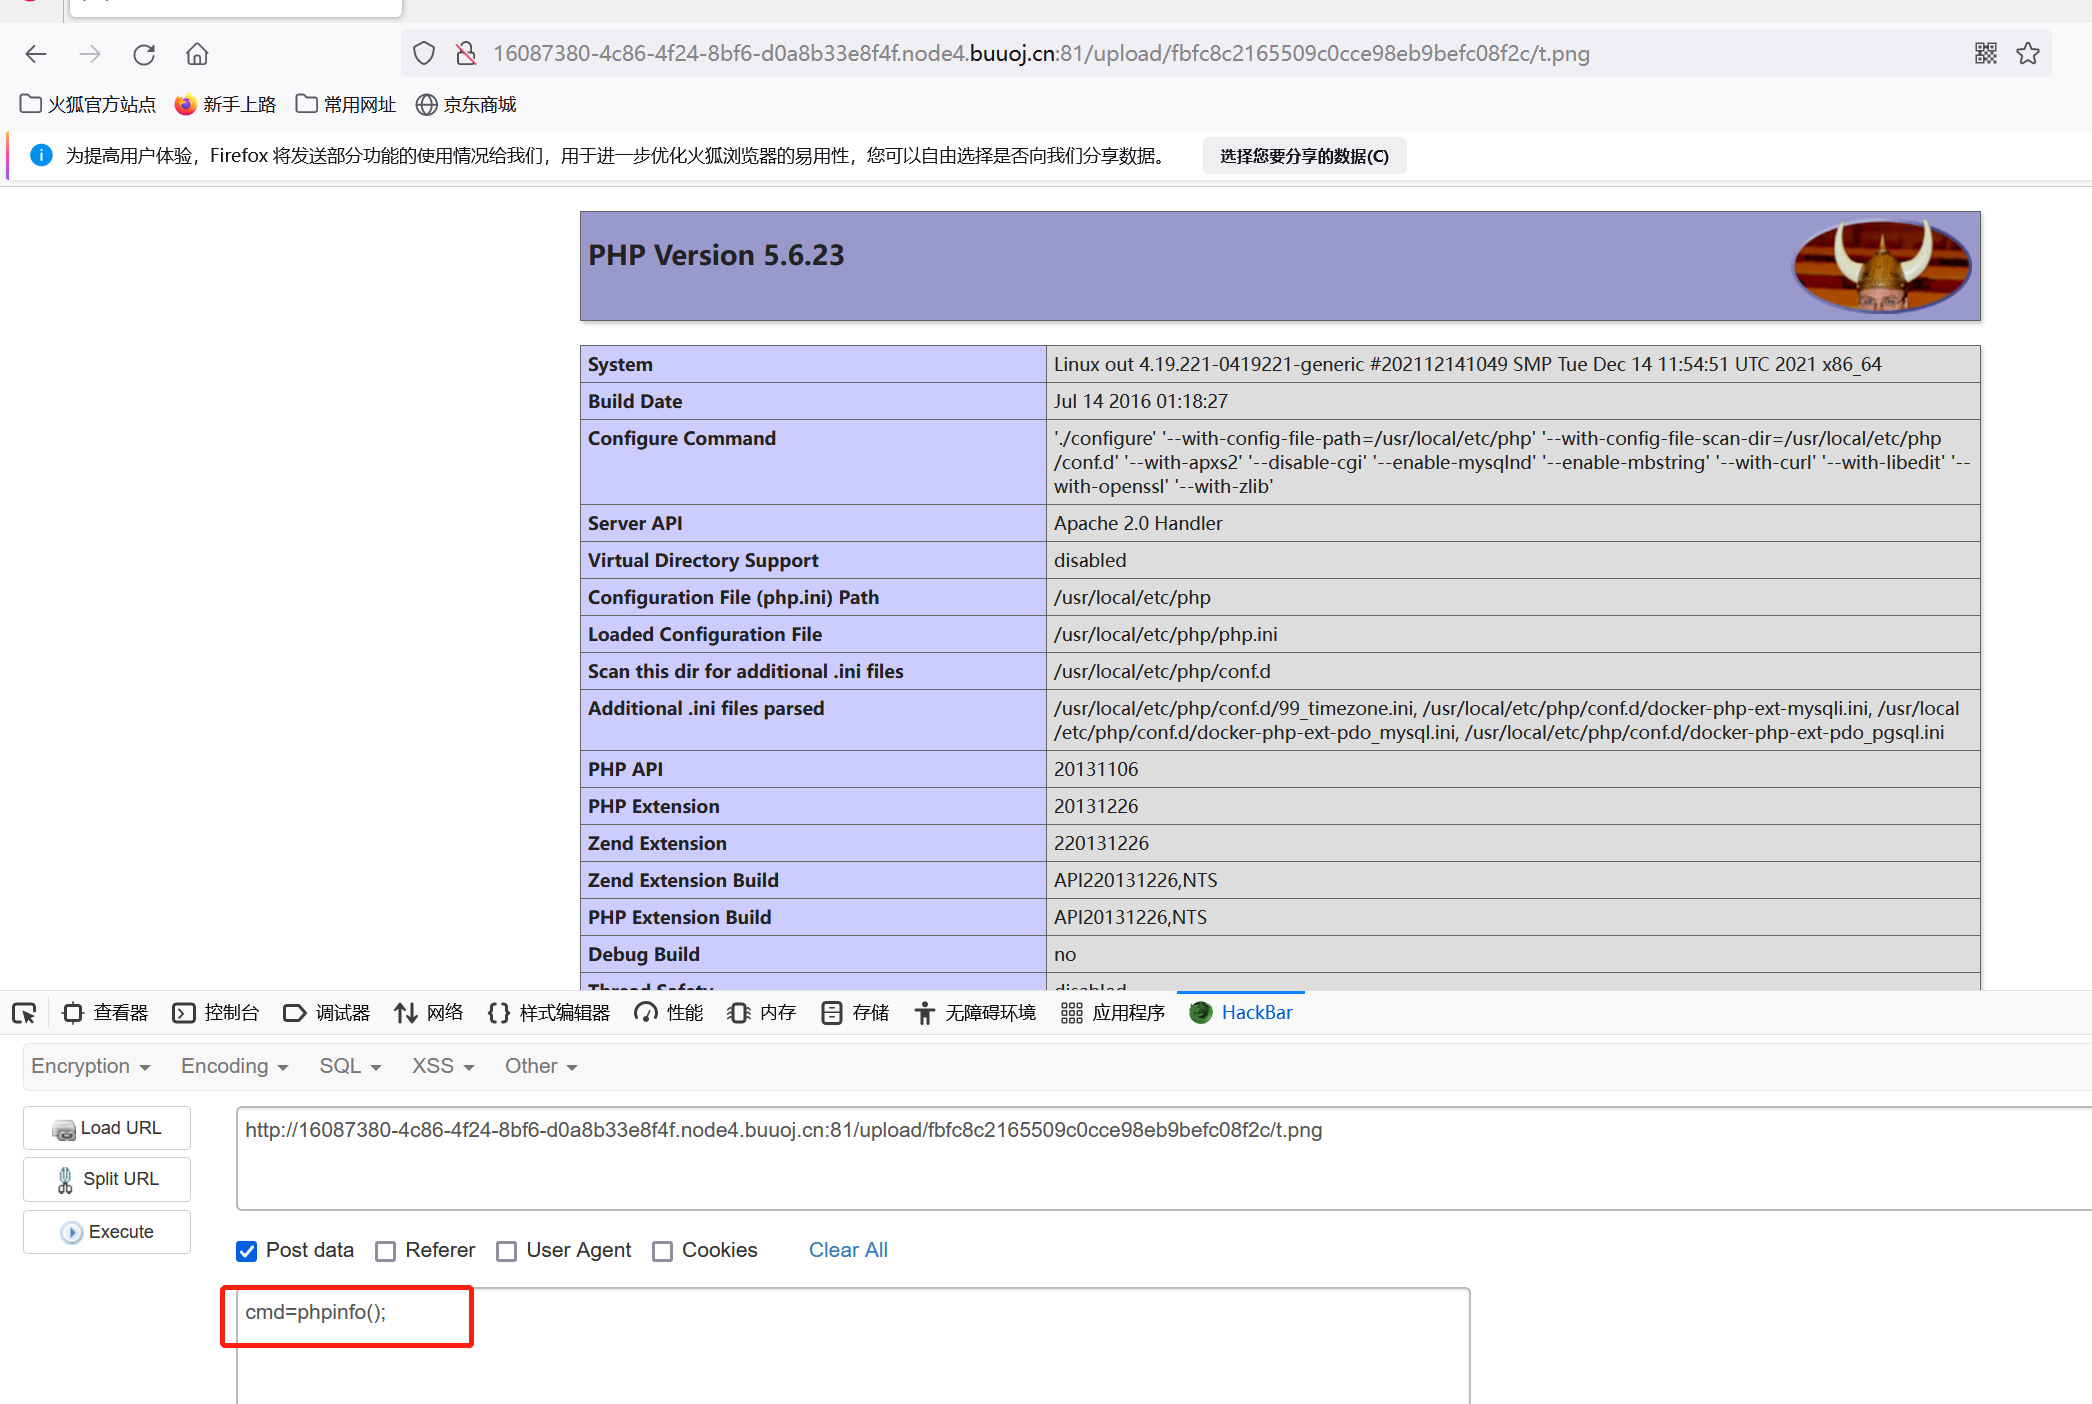 16087380-4c86-4f24-8bf6-d0a8b33e8f4f.node4.buuoj.cn:81/upload/fbfc8c2165509c0cce98eb9befc08f2c/t.png
火狐官方站点 新手上路 常用网址 京东商城
为提高用户体验，Firefox 将发送部分功能的使用情况给我们，用于进一步优化火狐浏览器的易用性，您可以自由选择是否向我们分享数据。 选择您要分享的数据(C)
PHP Version 5.6.23
System Linux out 4.19.221-0419221-generic #202112141049 SMP Tue Dec 14 11:54:51 UTC 2021 x86_64
Build Date Jul 14 2016 01:18:27
Configure Command './configure' '--with-config-file-path=/usr/local/etc/php' '--with-config-file-scan-dir=/usr/local/etc/php
/conf.d' '--with-apxs2' '--disable-cgi' '--enable-mysqlnd' '--enable-mbstring' '--with-curl' '--with-libedit' '--
with-openssl' '--with-zlib'
Server API Apache 2.0 Handler
Virtual Directory Support disabled
Configuration File (php.ini) Path /usr/local/etc/php
Loaded Configuration File /usr/local/etc/php/php.ini
Scan this dir for additional .ini files /usr/local/etc/php/conf.d
Additional .ini files parsed /usr/local/etc/php/conf.d/99_timezone.ini, /usr/local/etc/php/conf.d/docker-php-ext-mysqli.ini, /usr/local
/etc/php/conf.d/docker-php-ext-pdo_mysql.ini, /usr/local/etc/php/conf.d/docker-php-ext-pdo_pgsql.ini
PHP API 20131106
PHP Extension 20131226
Zend Extension 220131226
Zend Extension Build API220131226,NTS
PHP Extension Build API20131226,NTS
Debug Build no
Thread Safety disabled
查看器 控制台 调试器 网络 样式编辑器 性能 内存 存储 无障碍环境 应用程序 HackBar
Encryption Encoding SQL XSS Other
Load URL
http://16087380-4c86-4f24-8bf6-d0a8b33e8f4f.node4.buuoj.cn:81/upload/fbfc8c2165509c0cce98eb9befc08f2c/t.png
Split URL
Execute
Post data Referer User Agent Cookies Clear All
cmd=phpinfo();